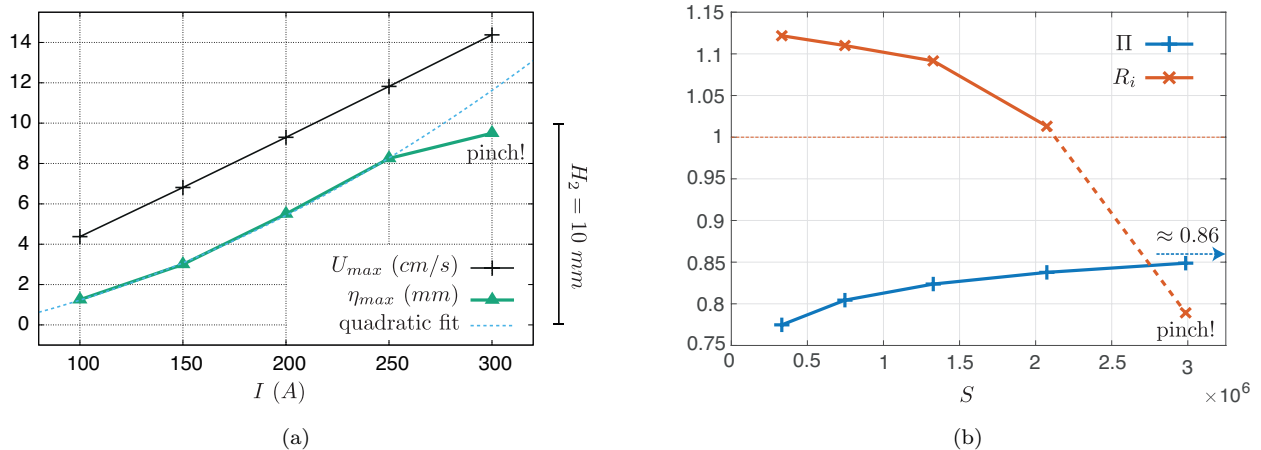 14
12
10
8
6
4
2
0
pinch!
U_max (cm/s)
η_max (mm)
quadratic fit
H_2 = 10 mm
100 150 200 250 300
I (A)
(a)
1.15
1.1
1.05
1
0.95
0.9
0.85
0.8
0.75
Π
R_i
≈ 0.86
pinch!
0 0.5 1 1.5 2 2.5 3
×10^6
S
(b)